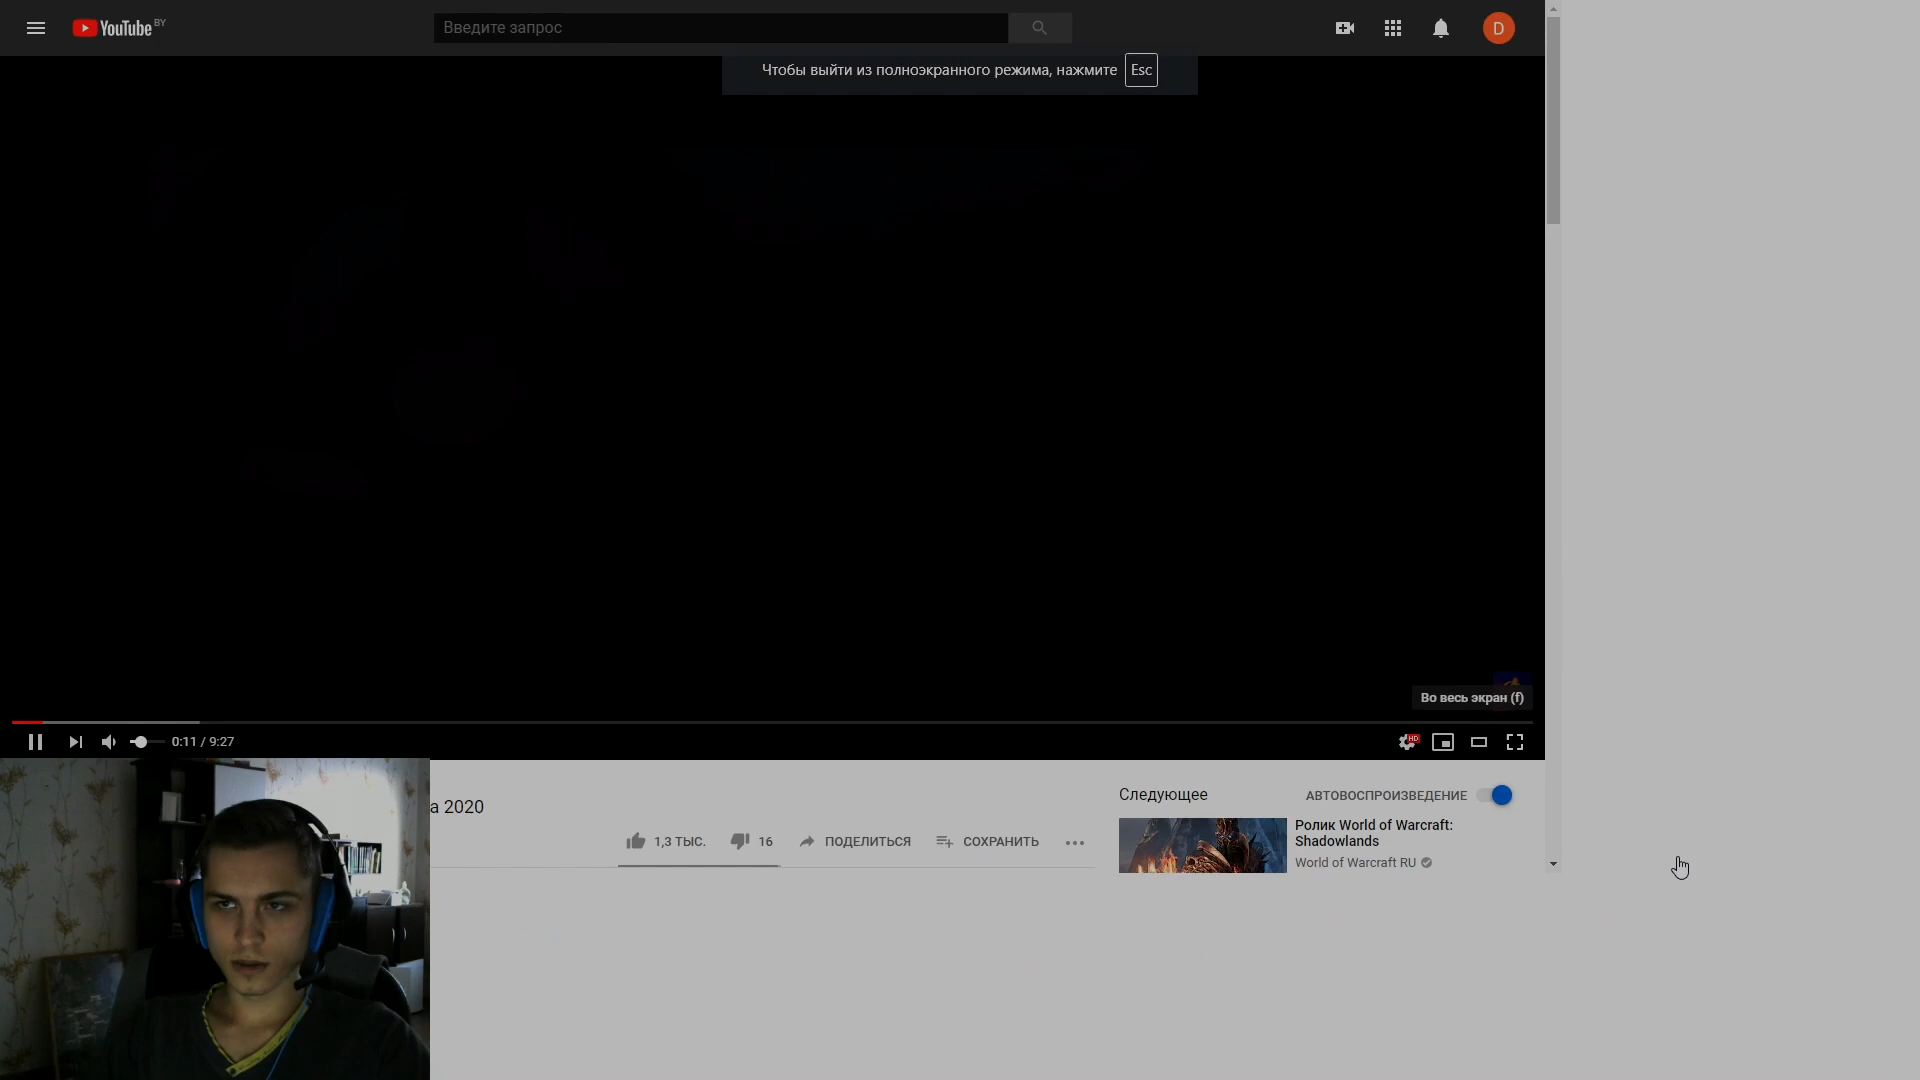 YouTube BY
Введите запрос
D
Чтобы выйти из полноэкранного режима, нажмите Esc
Во весь экран (f)
0:11 / 9:27
HD
а 2020
1,3 ТЫС.
16
ПОДЕЛИТЬСЯ
СОХРАНИТЬ
Следующее
АВТОВОСПРОИЗВЕДЕНИЕ
Ролик World of Warcraft:
Shadowlands
World of Warcraft RU